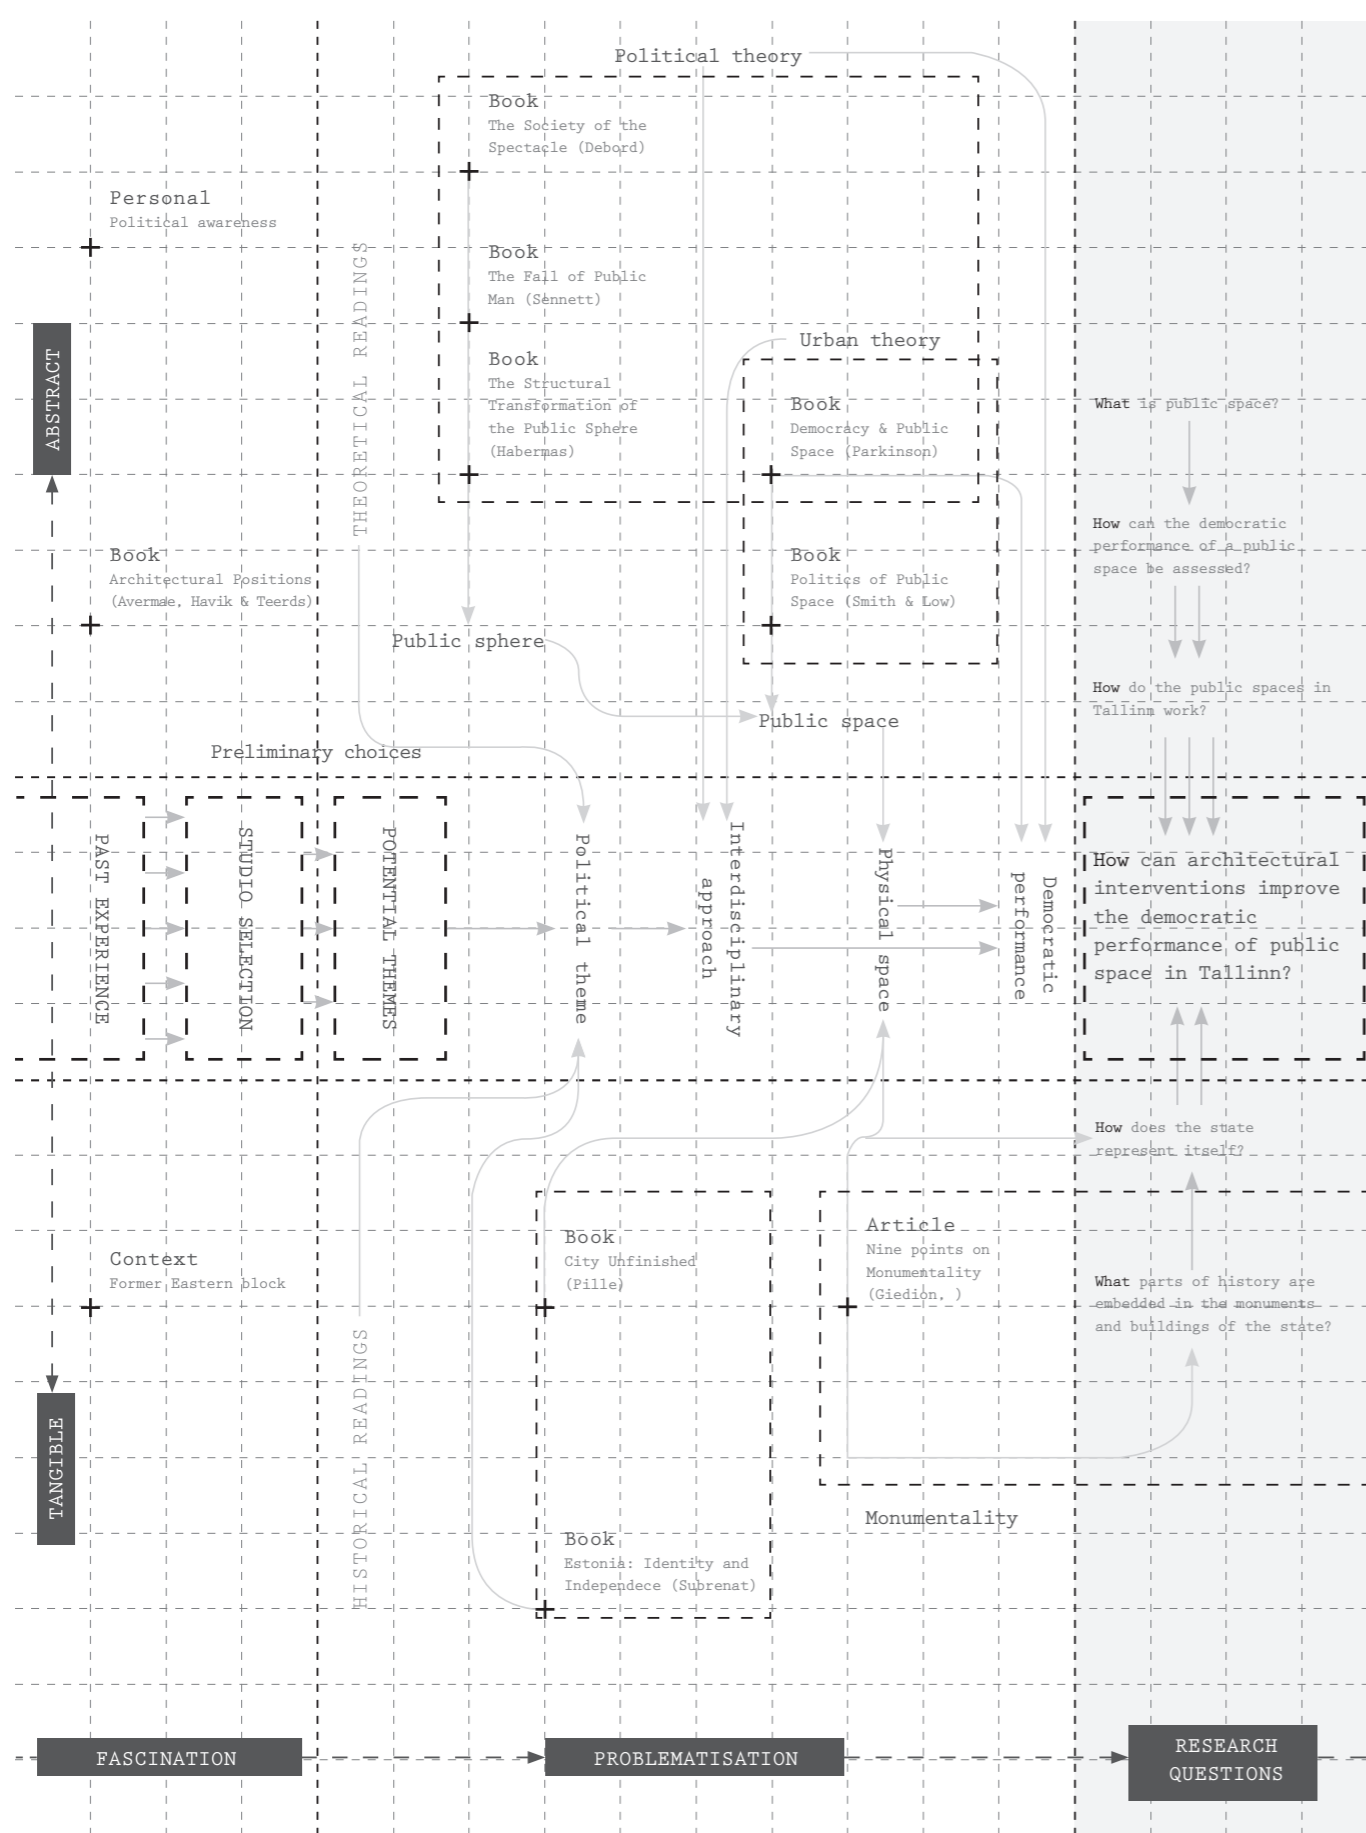 Political theory
Book
The Society of the
Spectacle (Debord)
Personal
Political awareness
Book
The Fall of Public
Man (Sennett)
THEORETICAL READINGS
Urban theory
ABSTRACT
Book
The Structural
Transformation of
the Public Sphere
(Habermas)
Book
Democracy & Public
Space (Parkinson)
What is public space?
How can the democratic
performance of a public
space be assessed?
Book
Architectural Positions
(Avermae, Havik & Teerds)
Book
Politics of Public
Space (Smith & Low)
Public sphere
How do the public spaces in
Tallinn work?
Public space
Preliminary choices
PAST EXPERIENCE
STUDIO SELECTION
POTENTIAL THEMES
Political theme
Interdisciplinary
approach
Physical space
Democratic
performance
How can architectural
interventions improve
the democratic
performance of public
space in Tallinn?
How does the state
represent itself?
Context
Former Eastern block
Book
City Unfinished
(Pille)
Article
Nine points on
Monumentality
(Giedion, )
What parts of history are
embedded in the monuments
and buildings of the state?
HISTORICAL READINGS
TANGIBLE
Monumentality
Book
Estonia: Identity and
Independece (Subrenat)
FASCINATION
PROBLEMATISATION
RESEARCH
QUESTIONS